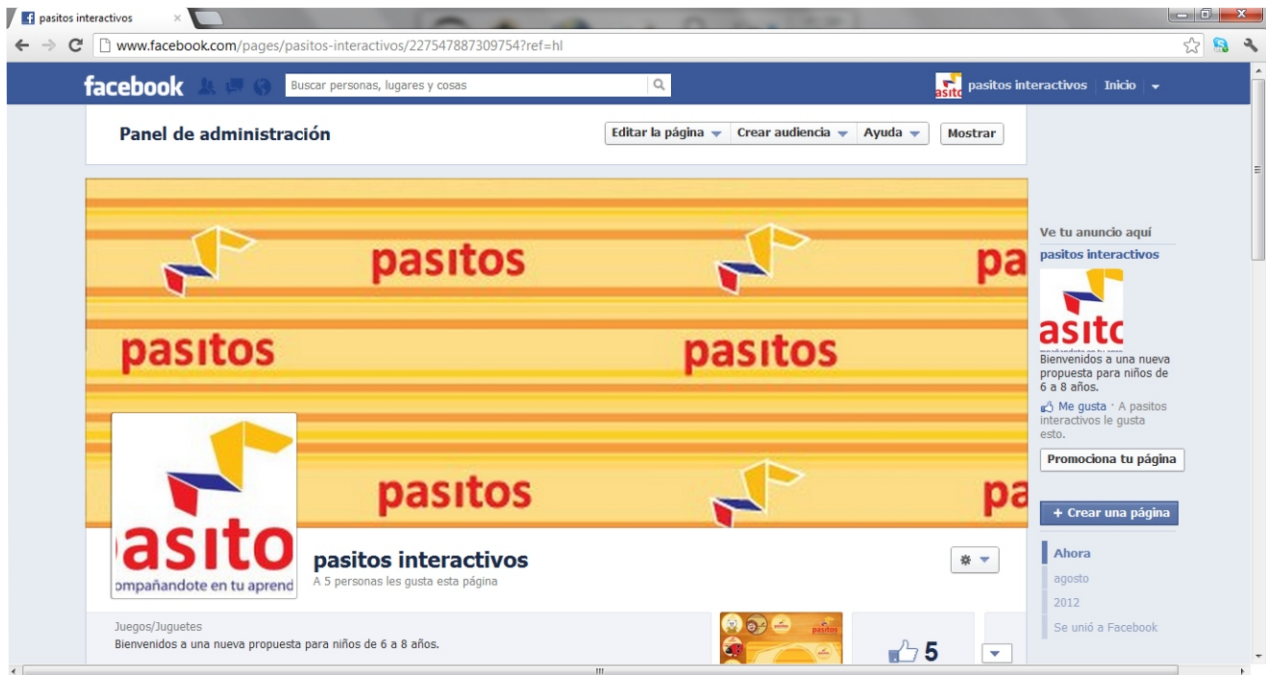 pasitos interactivos
www.facebook.com/pages/pasitos-interactivos/227547887309754?ref=hl
facebook
Buscar personas, lugares y cosas
pasitos interactivos
Inicio
asito
Panel de administración
Editar la página
Crear audiencia
Ayuda
Mostrar
pasitos
pa
pasitos
pasitos
pasitos
pa
asito
ompañandote en tu aprend
pasitos interactivos
A 5 personas les gusta esta página
Juegos/Juguetes
Bienvenidos a una nueva propuesta para niños de 6 a 8 años.
pasitos
5
Ve tu anuncio aquí
pasitos interactivos
asito
Bienvenidos a una nueva
propuesta para niños de
6 a 8 años.
Me gusta · A pasitos
interactivos le gusta
esto.
Promociona tu página
+ Crear una página
Ahora
agosto
2012
Se unió a Facebook